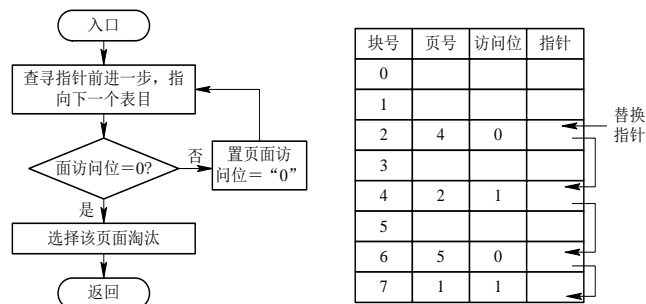 入口
查寻指针前进一步，指
向下一个表目
面访问位＝0?
否
置页面访
问位＝“0”
是
选择该页面淘汰
返回
块号 页号 访问位 指针
0
1
2 4 0
3
4 2 1
5
6 5 0
7 1 1
替换
指针